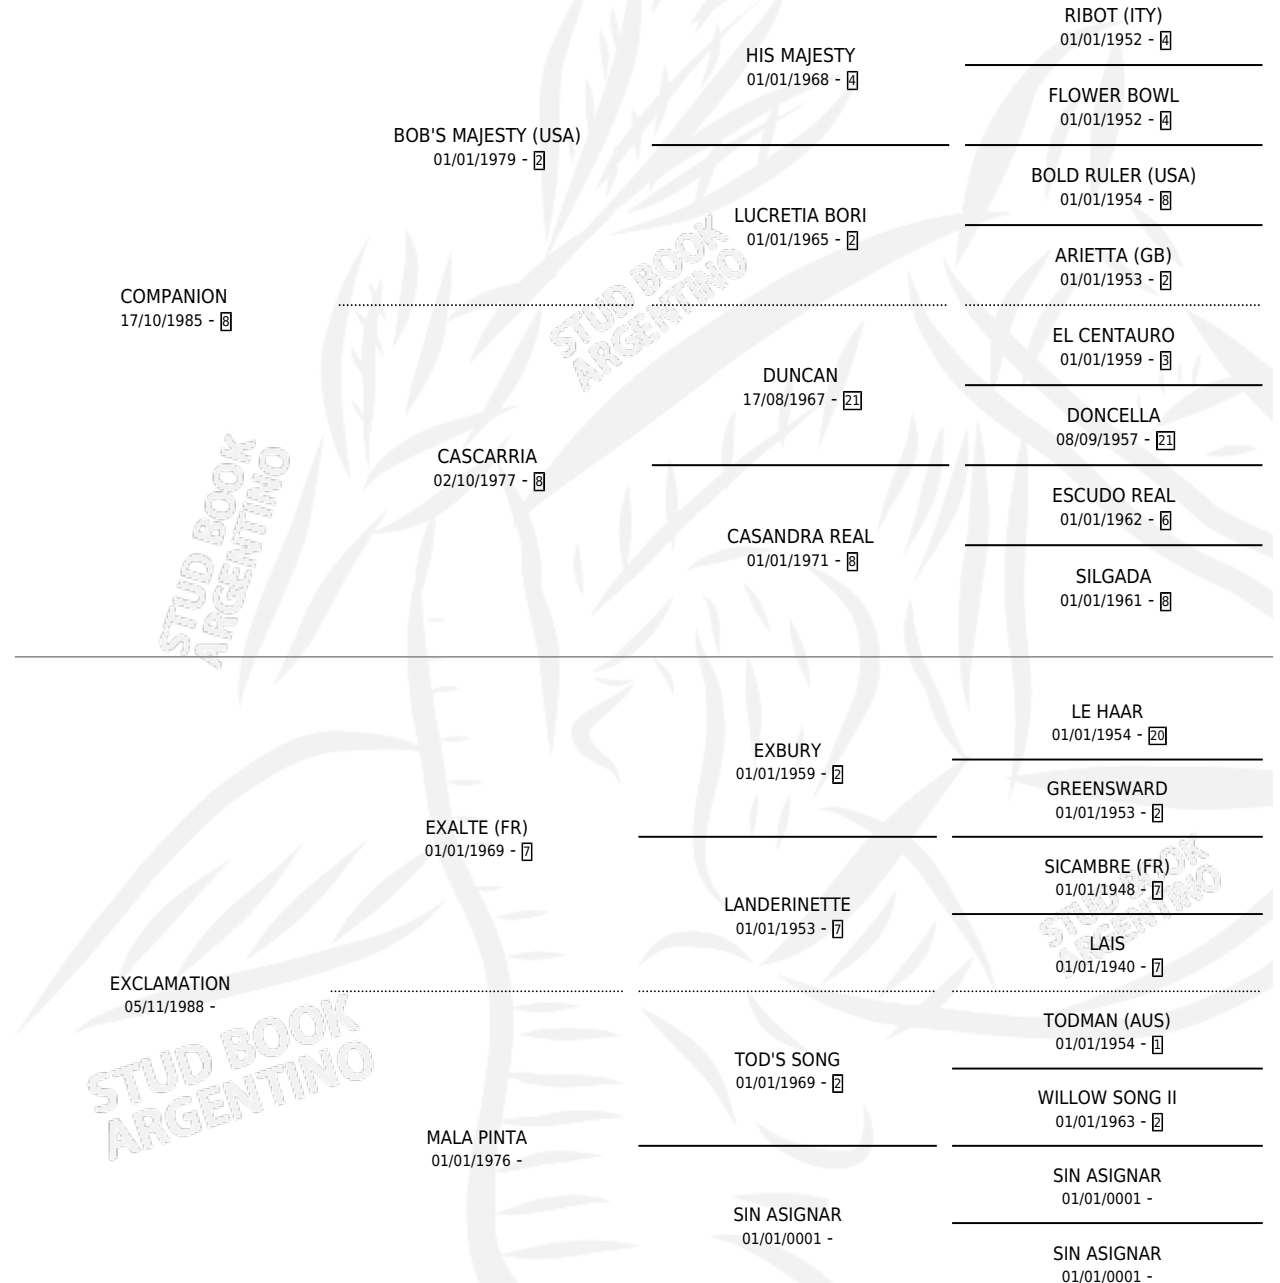 RIBOT (ITY)
01/01/1952 - 4
HIS MAJESTY
01/01/1968 - 4
FLOWER BOWL
01/01/1952 - 4
BOB'S MAJESTY (USA)
01/01/1979 - 2
BOLD RULER (USA)
01/01/1954 - 8
LUCRETIA BORI
01/01/1965 - 2
ARIETTA (GB)
01/01/1953 - 2
COMPANION
17/10/1985 - 8
EL CENTAURO
01/01/1959 - 3
DUNCAN
17/08/1967 - 21
DONCELLA
08/09/1957 - 21
CASCARRIA
02/10/1977 - 8
ESCUDO REAL
01/01/1962 - 6
CASANDRA REAL
01/01/1971 - 8
SILGADA
01/01/1961 - 8
LE HAAR
01/01/1954 - 20
EXBURY
01/01/1959 - 2
GREENSWARD
01/01/1953 - 2
EXALTE (FR)
01/01/1969 - 7
SICAMBRE (FR)
01/01/1948 - 7
LANDERINETTE
01/01/1953 - 7
LAIS
01/01/1940 - 7
EXCLAMATION
05/11/1988 -
TODMAN (AUS)
01/01/1954 - 1
TOD'S SONG
01/01/1969 - 2
WILLOW SONG II
01/01/1963 - 2
MALA PINTA
01/01/1976 -
SIN ASIGNAR
01/01/0001 -
SIN ASIGNAR
01/01/0001 -
SIN ASIGNAR
01/01/0001 -
STUD BOOK
ARGENTINO
STUD BOOK
ARGENTINO
STUD BOOK
ARGENTINO
STUD BOOK
ARGENTINO